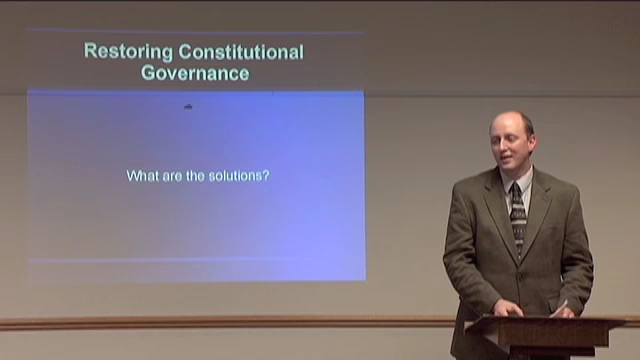 Restoring Constitutional
Governance
What are the solutions?